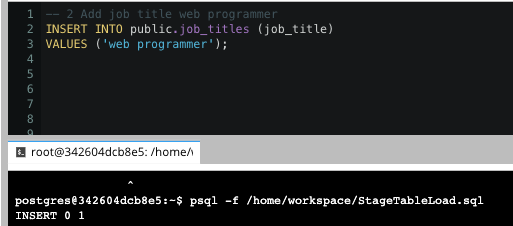 1 -- 2 Add job title web programmer
2 INSERT INTO public.job_titles (job_title)
3 VALUES ('web programmer');
4
5
6
7
8
9
root@342604dcb8e5: /home/
^
postgres@342604dcb8e5:~$ psql -f /home/workspace/StageTableLoad.sql
INSERT 0 1